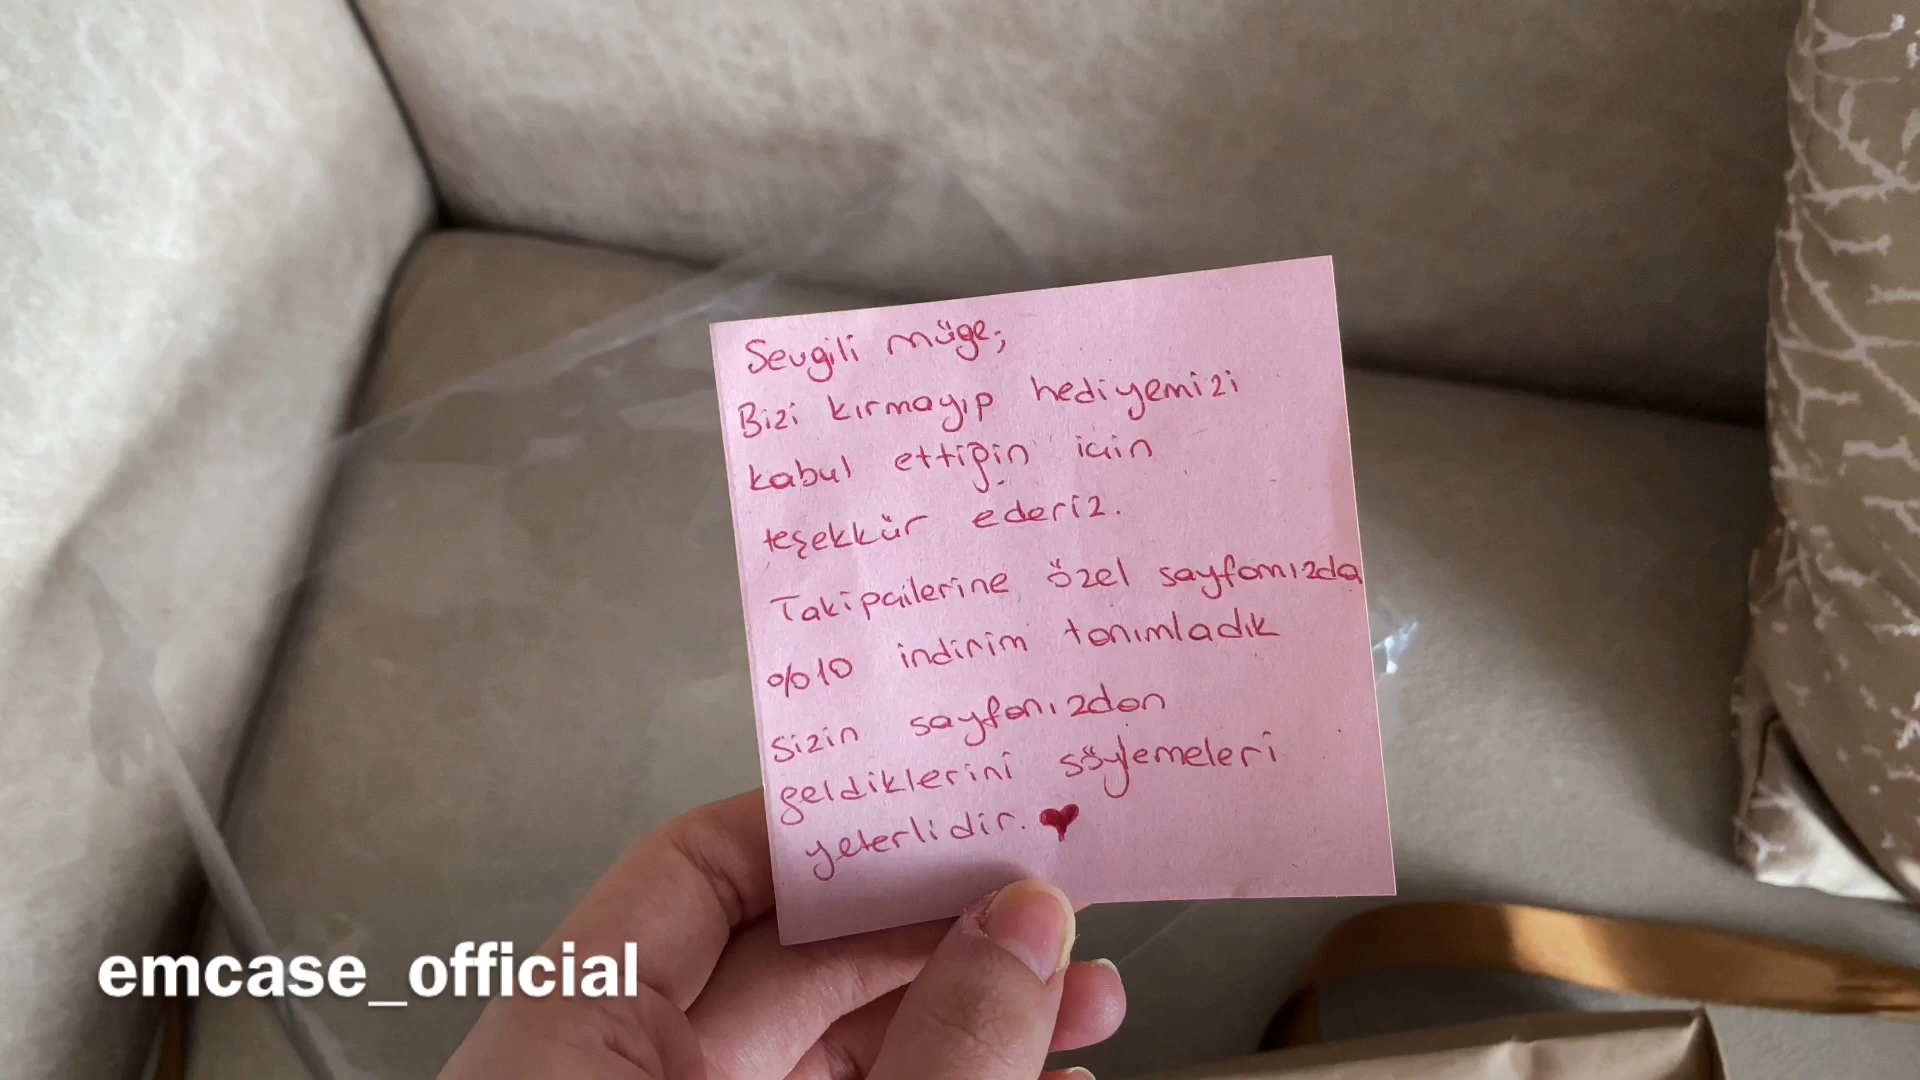 Sevgili müge;
Bizi kırmayıp hediyemizi
kabul ettiğin için
teşekkür ederiz.
Takipçilerine özel sayfamızda
%10 indirim tanımladık
sizin sayfanızdan
geldiklerini söylemeleri
yeterlidir. ♥
emcase_official